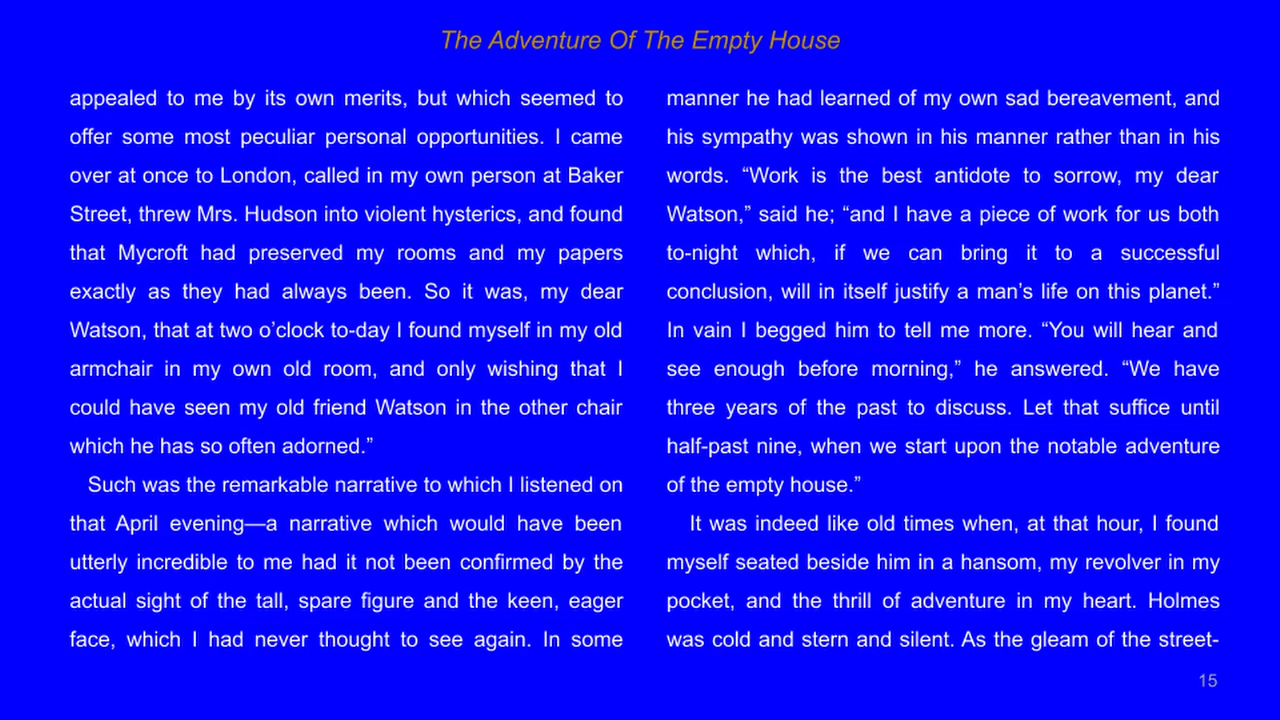 The Adventure Of The Empty House
appealed to me by its own merits, but which seemed to
offer some most peculiar personal opportunities. I came
over at once to London, called in my own person at Baker
Street, threw Mrs. Hudson into violent hysterics, and found
that Mycroft had preserved my rooms and my papers
exactly as they had always been. So it was, my dear
Watson, that at two o’clock to-day I found myself in my old
armchair in my own old room, and only wishing that I
could have seen my old friend Watson in the other chair
which he has so often adorned.”
Such was the remarkable narrative to which I listened on
that April evening—a narrative which would have been
utterly incredible to me had it not been confirmed by the
actual sight of the tall, spare figure and the keen, eager
face, which I had never thought to see again. In some
manner he had learned of my own sad bereavement, and
his sympathy was shown in his manner rather than in his
words. “Work is the best antidote to sorrow, my dear
Watson,” said he; “and I have a piece of work for us both
to-night which, if we can bring it to a successful
conclusion, will in itself justify a man’s life on this planet.”
In vain I begged him to tell me more. “You will hear and
see enough before morning,” he answered. “We have
three years of the past to discuss. Let that suffice until
half-past nine, when we start upon the notable adventure
of the empty house.”
It was indeed like old times when, at that hour, I found
myself seated beside him in a hansom, my revolver in my
pocket, and the thrill of adventure in my heart. Holmes
was cold and stern and silent. As the gleam of the street-
15